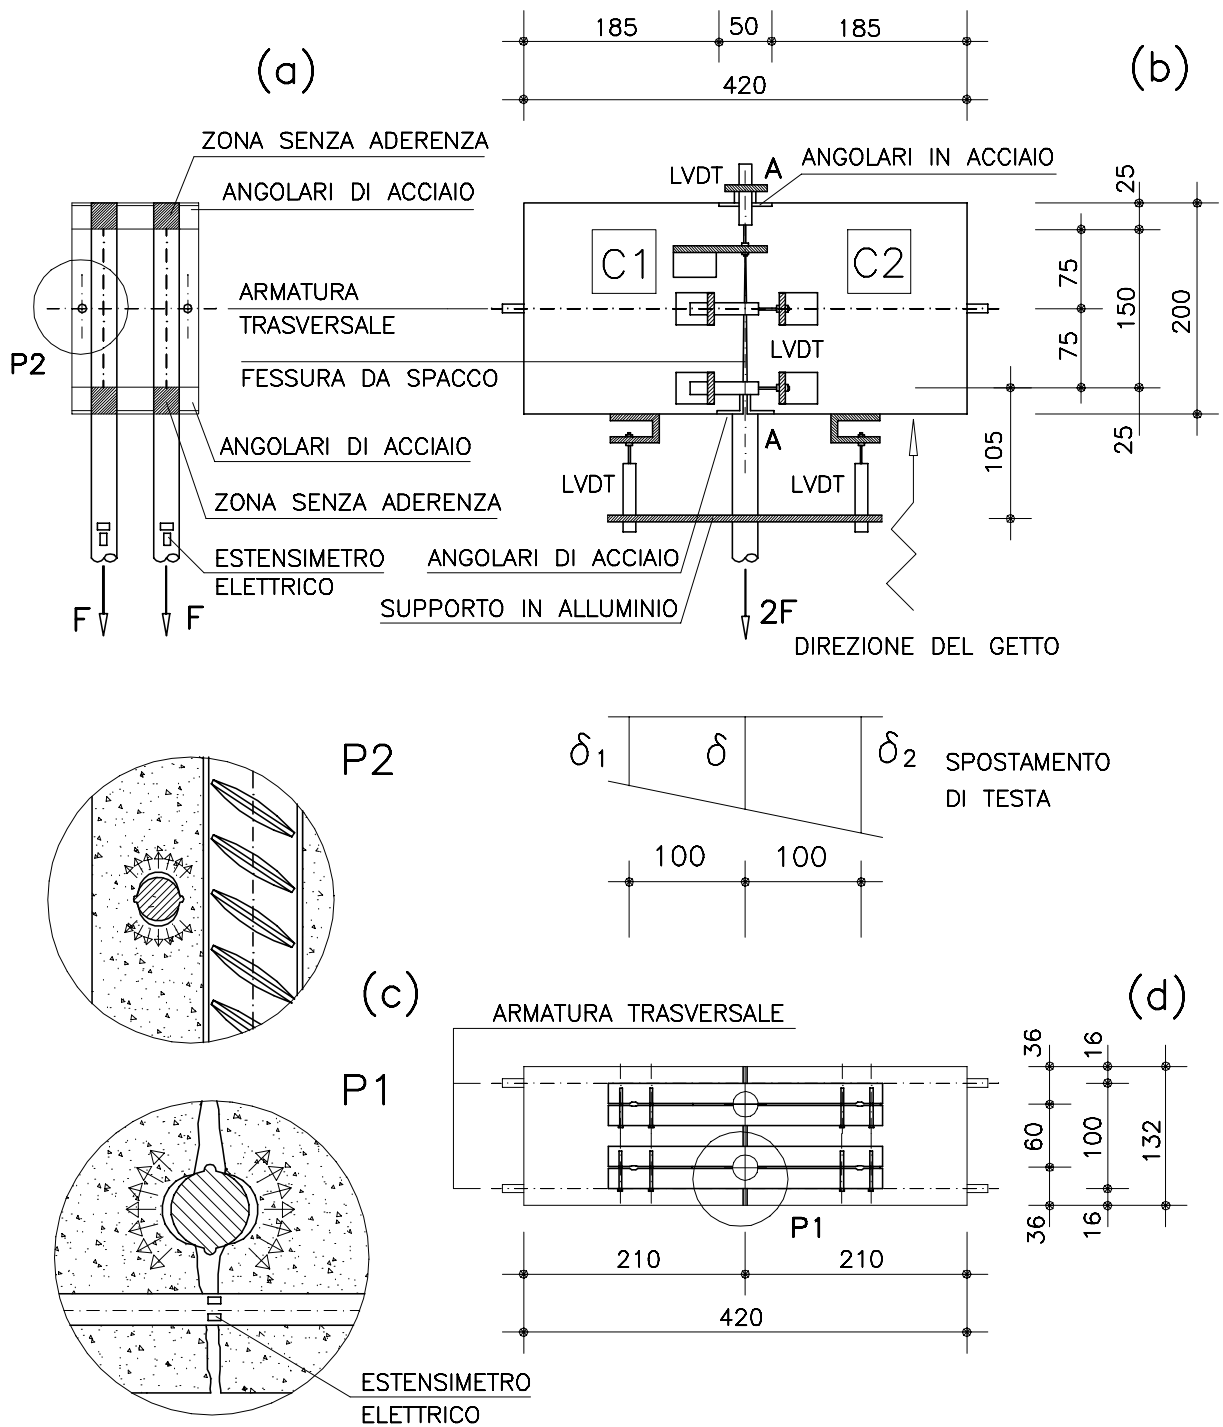 185
50
185
(a)
420
(b)
ZONA SENZA ADERENZA
ANGOLARI DI ACCIAIO
LVDT
A
ANGOLARI IN ACCIAIO
25
C1
C2
75
150
200
ARMATURA
TRASVERSALE
P2
LVDT
75
FESSURA DA SPACCO
ANGOLARI DI ACCIAIO
A
25
105
ZONA SENZA ADERENZA
LVDT
LVDT
ESTENSIMETRO
ELETTRICO
ANGOLARI DI ACCIAIO
SUPPORTO IN ALLUMINIO
F
F
2F
DIREZIONE DEL GETTO
P2
δ1
δ
δ2
SPOSTAMENTO
DI TESTA
100
100
(c)
(d)
ARMATURA TRASVERSALE
36
16
P1
60
100
132
P1
36
16
210
210
420
ESTENSIMETRO
ELETTRICO